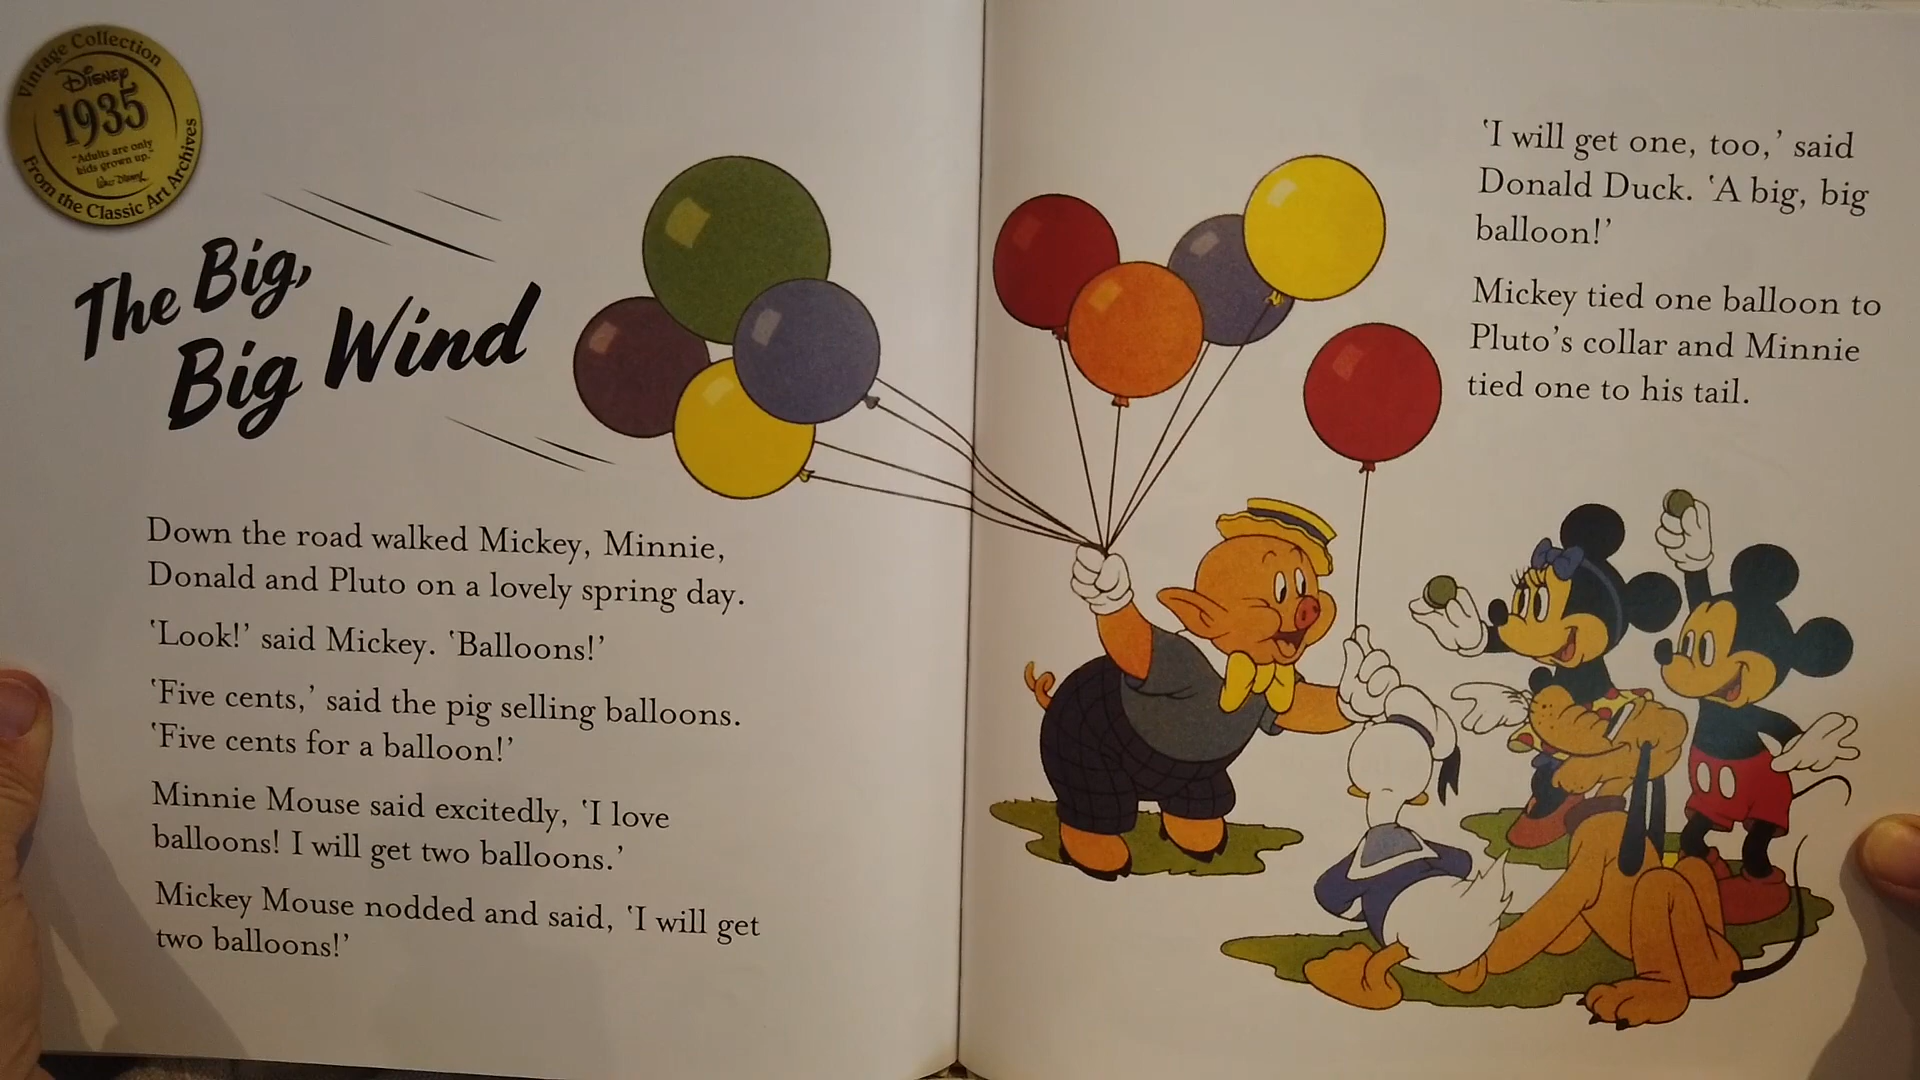 Vintage Collection
Disney
1935
"Adults are only
kids grown up."
Walt Disney
From the Classic Art Archives
The Big,
Big Wind
Down the road walked Mickey, Minnie,
Donald and Pluto on a lovely spring day.
‘Look!’ said Mickey. ‘Balloons!’
‘Five cents,’ said the pig selling balloons.
‘Five cents for a balloon!’
Minnie Mouse said excitedly, ‘I love
balloons! I will get two balloons.’
Mickey Mouse nodded and said, ‘I will get
two balloons!’
‘I will get one, too,’ said
Donald Duck. ‘A big, big
balloon!’
Mickey tied one balloon to
Pluto’s collar and Minnie
tied one to his tail.